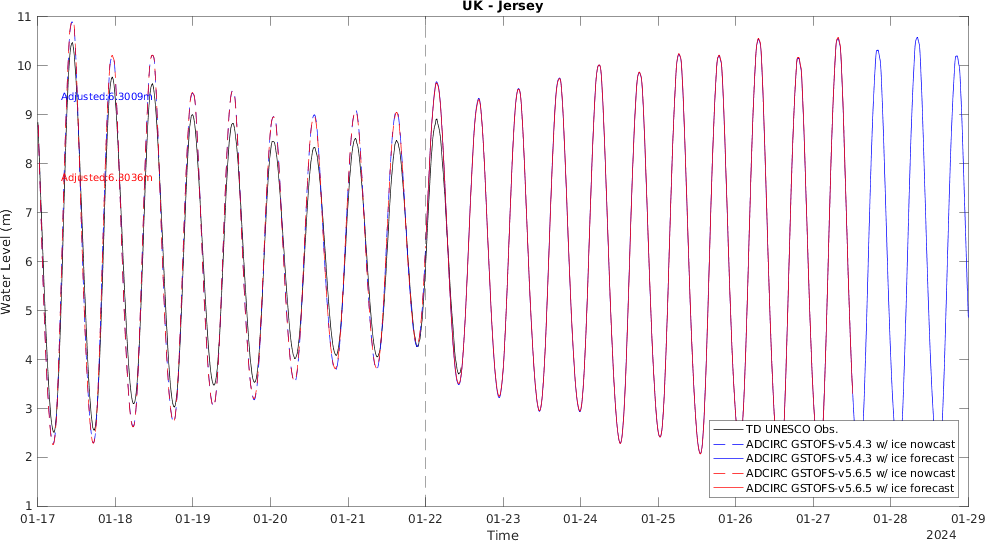 UK - Jersey
11
10
9
8
7
6
5
4
3
2
1
Water Level (m)
Adjusted:6.3009m
Adjusted:6.3036m
TD UNESCO Obs.
ADCIRC GSTOFS-v5.4.3 w/ ice nowcast
ADCIRC GSTOFS-v5.4.3 w/ ice forecast
ADCIRC GSTOFS-v5.6.5 w/ ice nowcast
ADCIRC GSTOFS-v5.6.5 w/ ice forecast
01-17 01-18 01-19 01-20 01-21 01-22 01-23 01-24 01-25 01-26 01-27 01-28 01-29
Time
2024